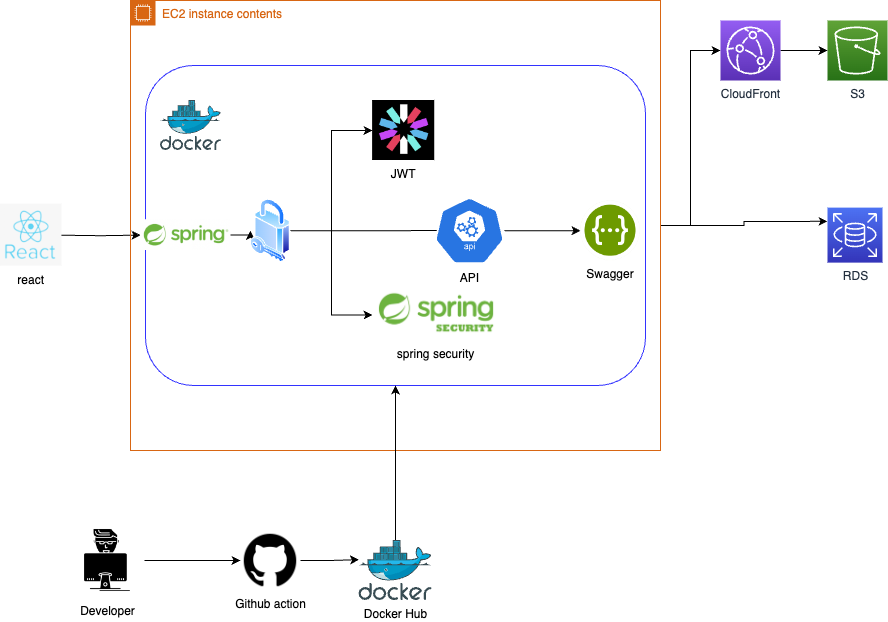 EC2 instance contents
CloudFront
S3
docker
JWT
React
react
spring
api
API
Swagger
RDS
spring
SECURITY
spring security
Developer
Github action
docker
Docker Hub